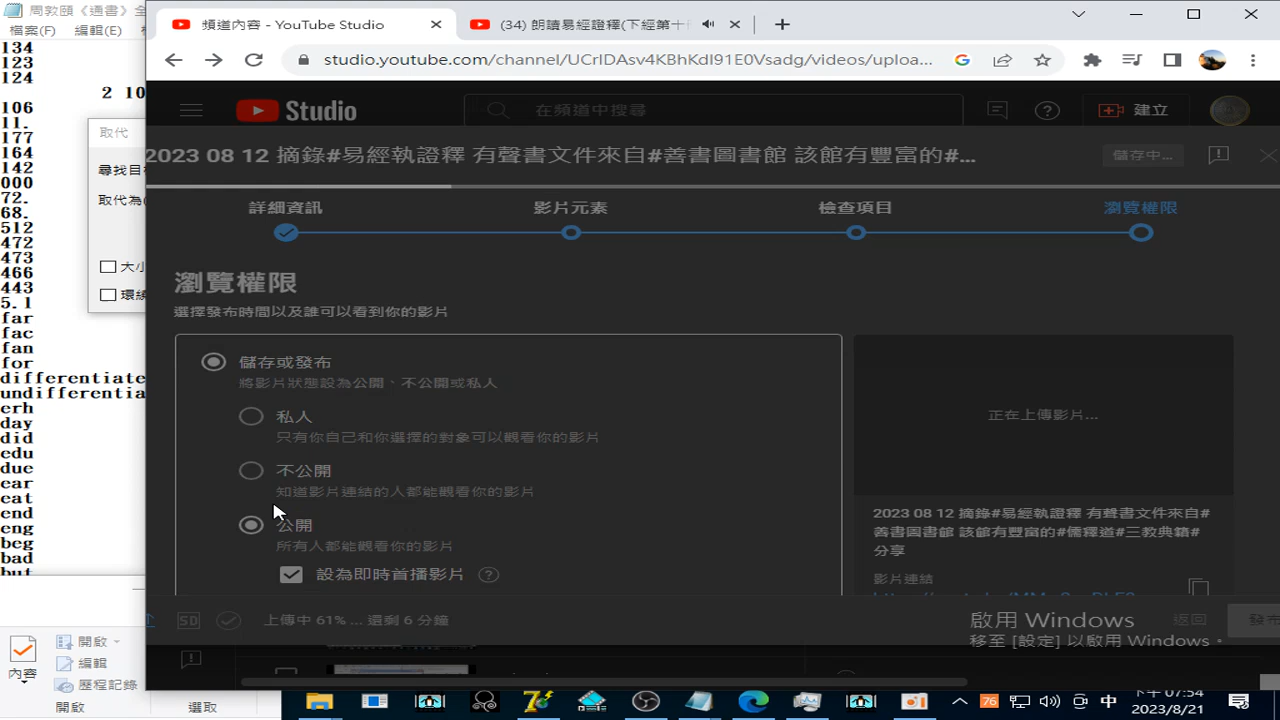 周敦頤《通書》全
檔案(F) 編輯(E)
134
123
124
2 10
106
11.
177
164
142
000
72.
68.
512
472
473
466
443
5. l
far
fac
fan
for
differentiate
undifferentia
erh
day
did
edu
due
ear
eat
end
eng
beg
bad
but
取代
尋找目
取代為(
大小
環繞
內容
開啟
編輯
歷程記錄
開啟
選取
頻道內容 - YouTube Studio
(34) 朗讀易經證釋(下經第十
studio.youtube.com/channel/UCrIDAsv4KBhKdI91E0Vsadg/videos/uploa...
Studio
在頻道中搜尋
建立
2023 08 12 摘錄#易經執證釋 有聲書文件來自#善書圖書館 該館有豐富的#...
儲存中...
詳細資訊
影片元素
檢查項目
瀏覽權限
瀏覽權限
選擇發布時間以及誰可以看到你的影片
儲存或發布
將影片狀態設為公開、不公開或私人
私人
只有你自己和你選擇的對象可以觀看你的影片
不公開
知道影片連結的人都能觀看你的影片
公開
所有人都能觀看你的影片
設為即時首播影片
正在上傳影片...
2023 08 12 摘錄#易經執證釋 有聲書文件來自#
善書圖書館 該館有豐富的#儒釋道#三教典籍#
分享
影片連結
SD
上傳中 61% ... 還剩 6 分鐘
返回
發布
啟用 Windows
移至 [設定] 以啟用 Windows。
76
中
下午 07:54
2023/8/21